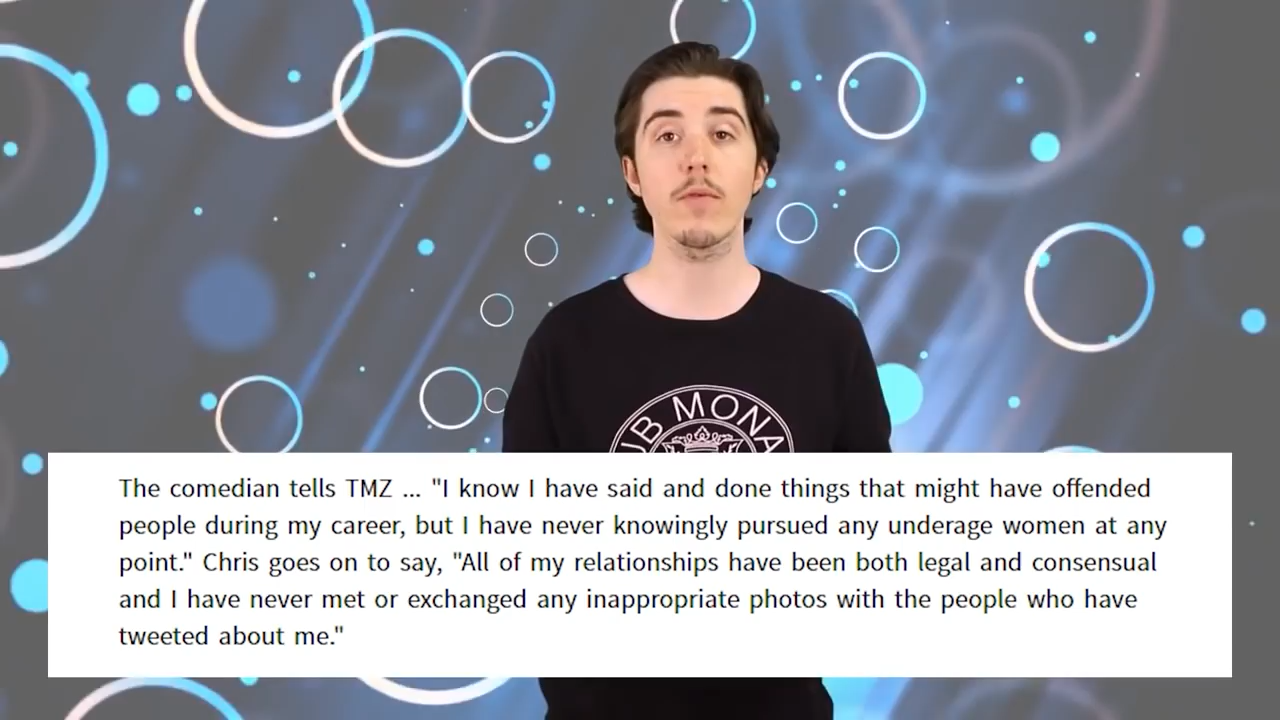 UB MONA
The comedian tells TMZ ... "I know I have said and done things that might have offended
people during my career, but I have never knowingly pursued any underage women at any
point." Chris goes on to say, "All of my relationships have been both legal and consensual
and I have never met or exchanged any inappropriate photos with the people who have
tweeted about me."